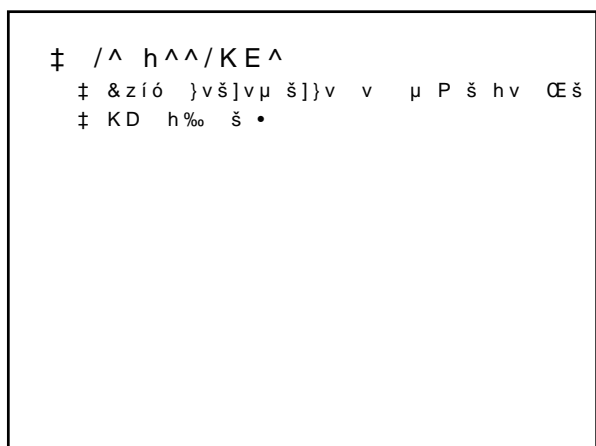 ‡ /^ h^^/KE^
‡ &zíó }vš]vµ š]}v v µ P š hv Œš
‡ KD h‰ š •